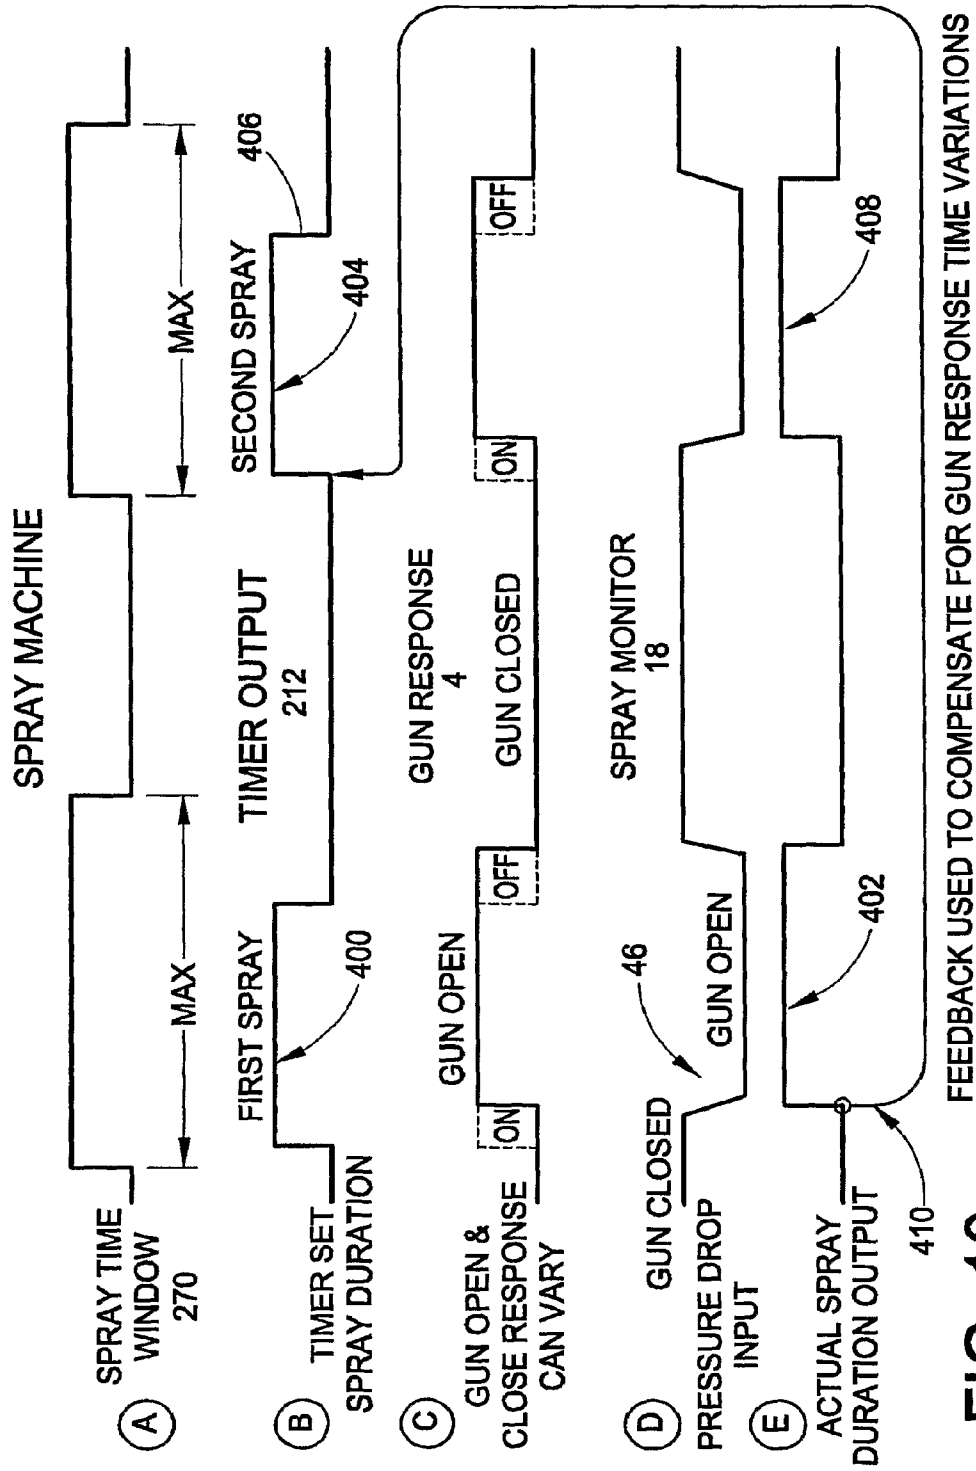 SPRAY MACHINE
A
SPRAY TIME
WINDOW
270
MAX
MAX
B
TIMER SET
SPRAY DURATION
FIRST SPRAY
400
TIMER OUTPUT
212
SECOND SPRAY
404
406
C
GUN OPEN &
CLOSE RESPONSE
CAN VARY
ON
GUN OPEN
OFF
GUN RESPONSE
4
GUN CLOSED
ON
OFF
D
GUN CLOSED
PRESSURE DROP
INPUT
46
GUN OPEN
SPRAY MONITOR
18
E
ACTUAL SPRAY
DURATION OUTPUT
410
402
408
FEEDBACK USED TO COMPENSATE FOR GUN RESPONSE TIME VARIATIONS